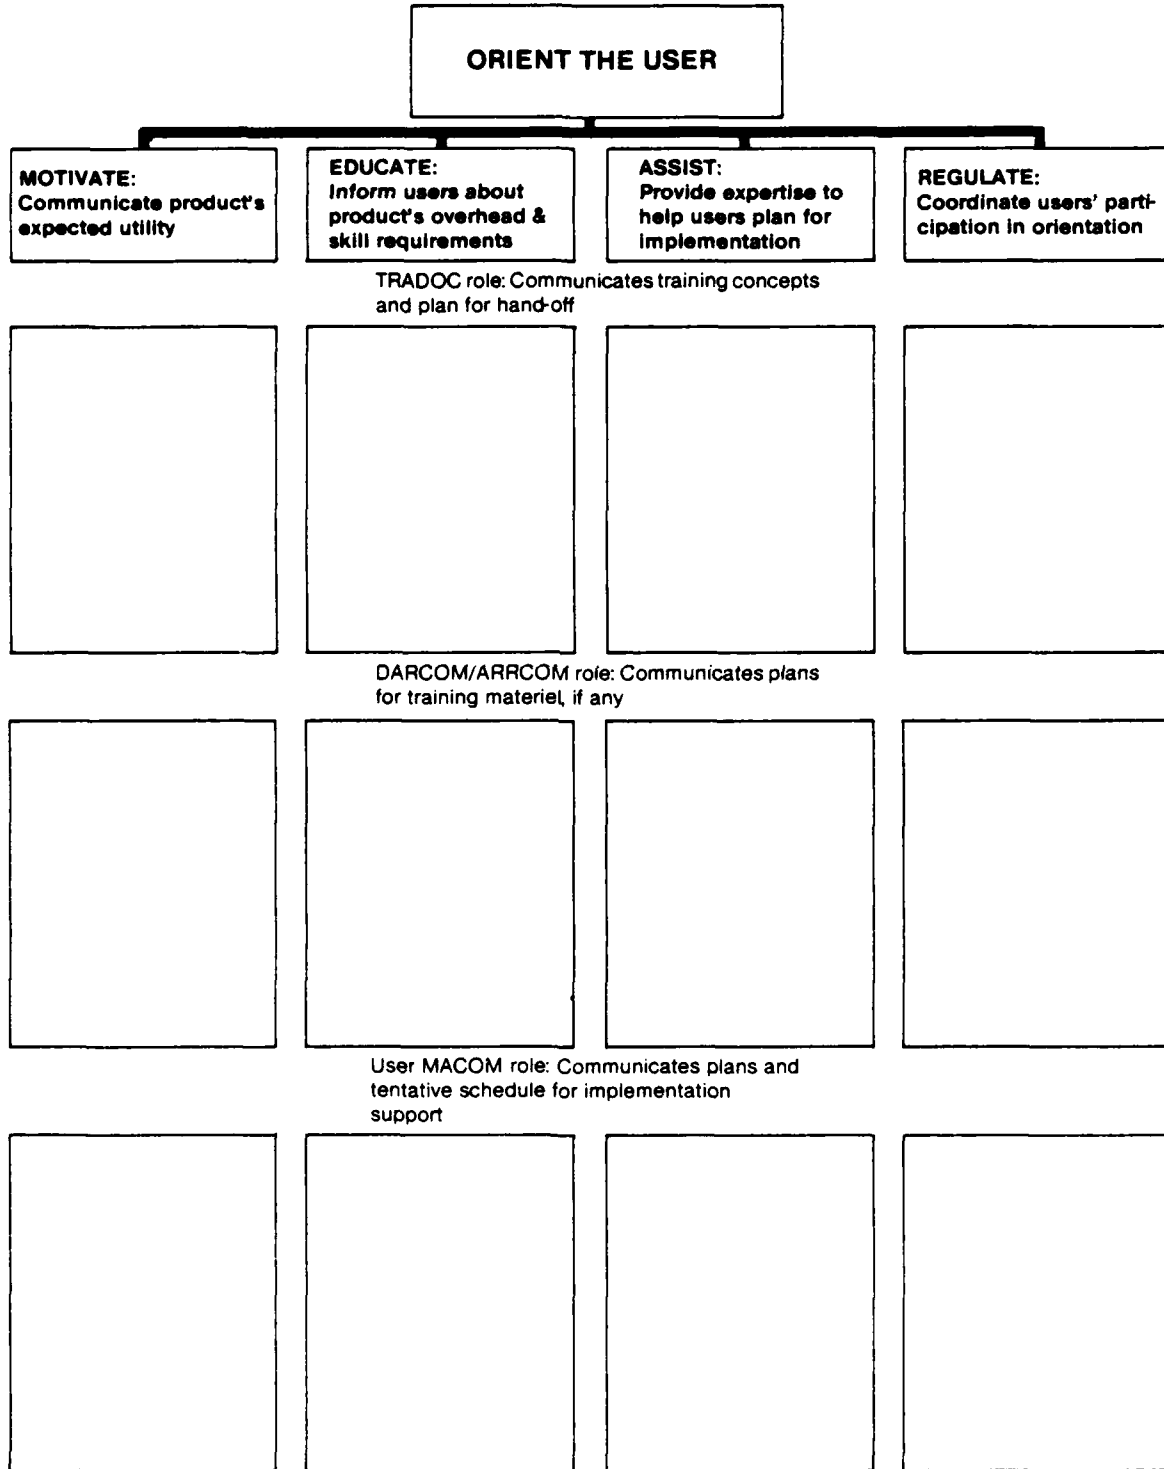 ORIENT THE USER
MOTIVATE:
Communicate product's
expected utility
EDUCATE:
Inform users about
product's overhead &
skill requirements
ASSIST:
Provide expertise to
help users plan for
implementation
REGULATE:
Coordinate users' parti-
cipation in orientation
TRADOC role: Communicates training concepts
and plan for hand-off
DARCOM/ARRCOM role: Communicates plans
for training materiel, if any
User MACOM role: Communicates plans and
tentative schedule for implementation
support